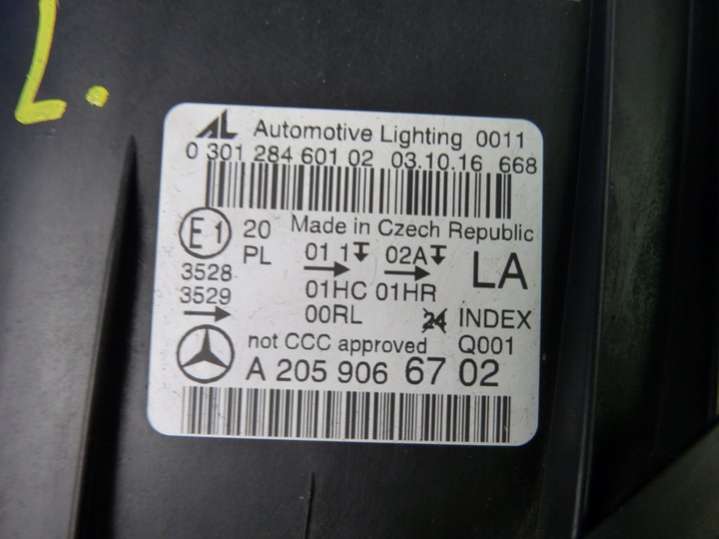 L.
AL Automotive Lighting 0011
0 301 284 601 02 03.10.16 668
E1 20 Made in Czech Republic
PL 01 1 02A LA
3528
3529 01HC 01HR
00RL 24 INDEX
not CCC approved Q001
A 205 906 67 02